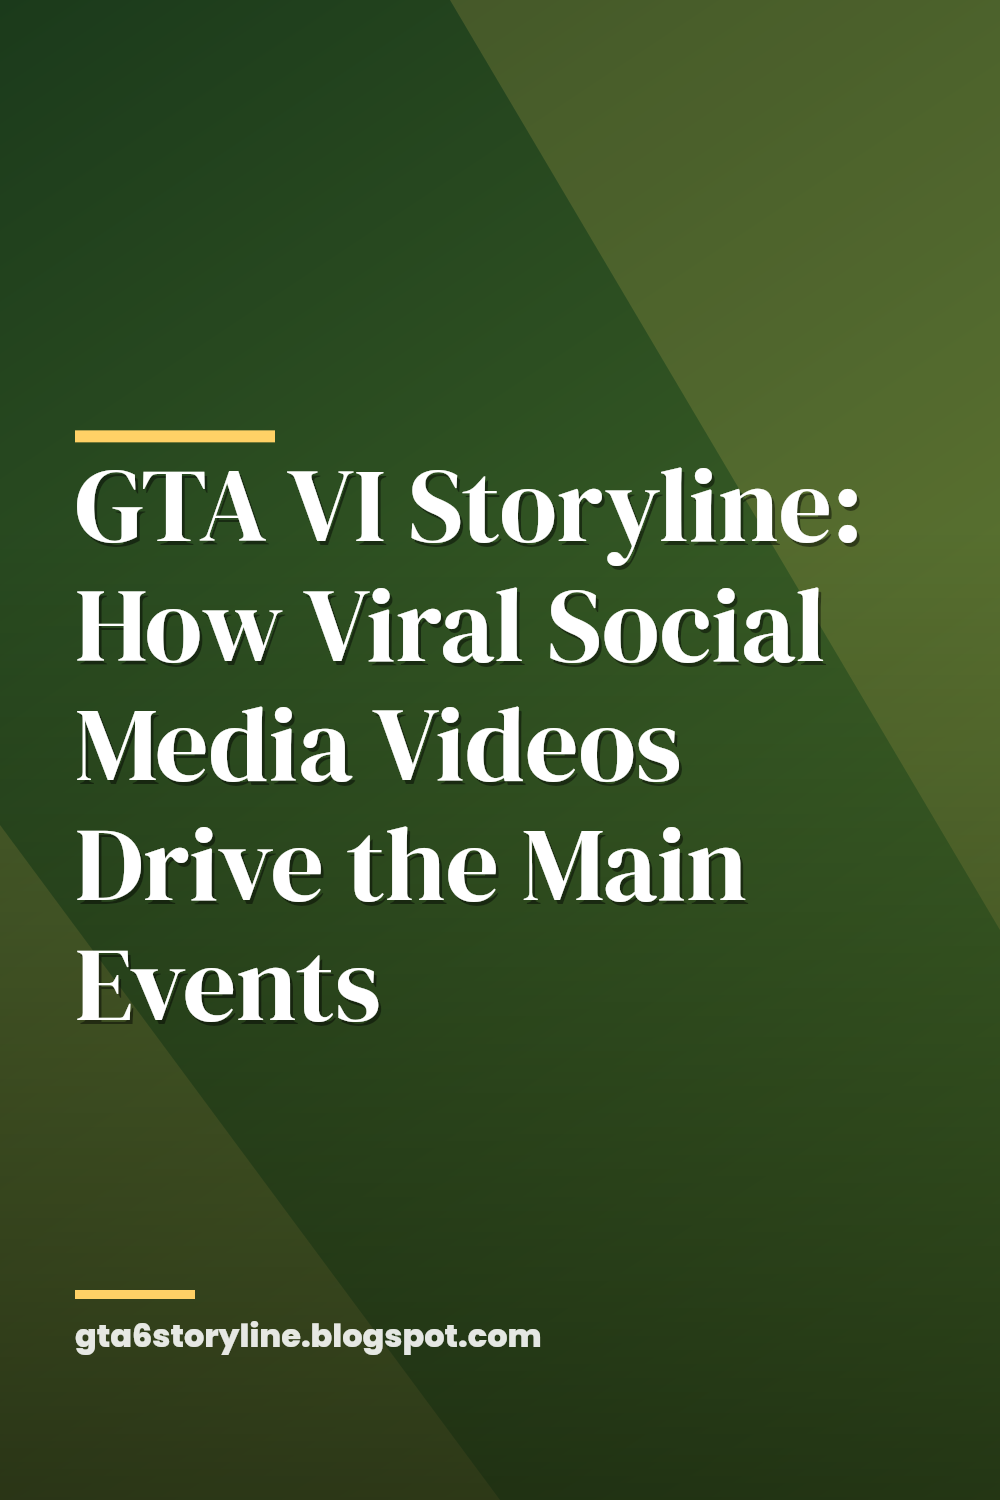 GTA VI Storyline:
How Viral Social
Media Videos
Drive the Main
Events
gta6storyline.blogspot.com